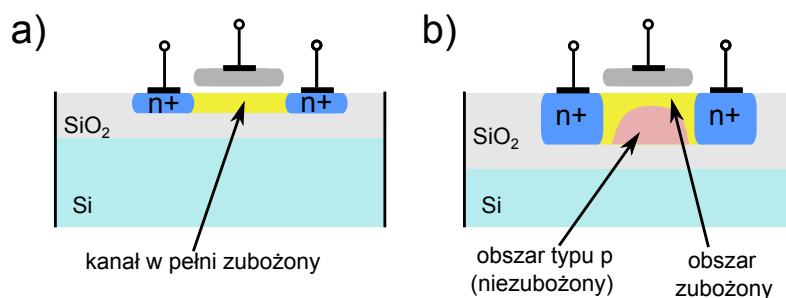 a)
n+
n+
SiO₂
Si
kanał w pełni zubożony
b)
n+
n+
SiO₂
Si
obszar typu p
(niezubożony)
obszar
zubożony